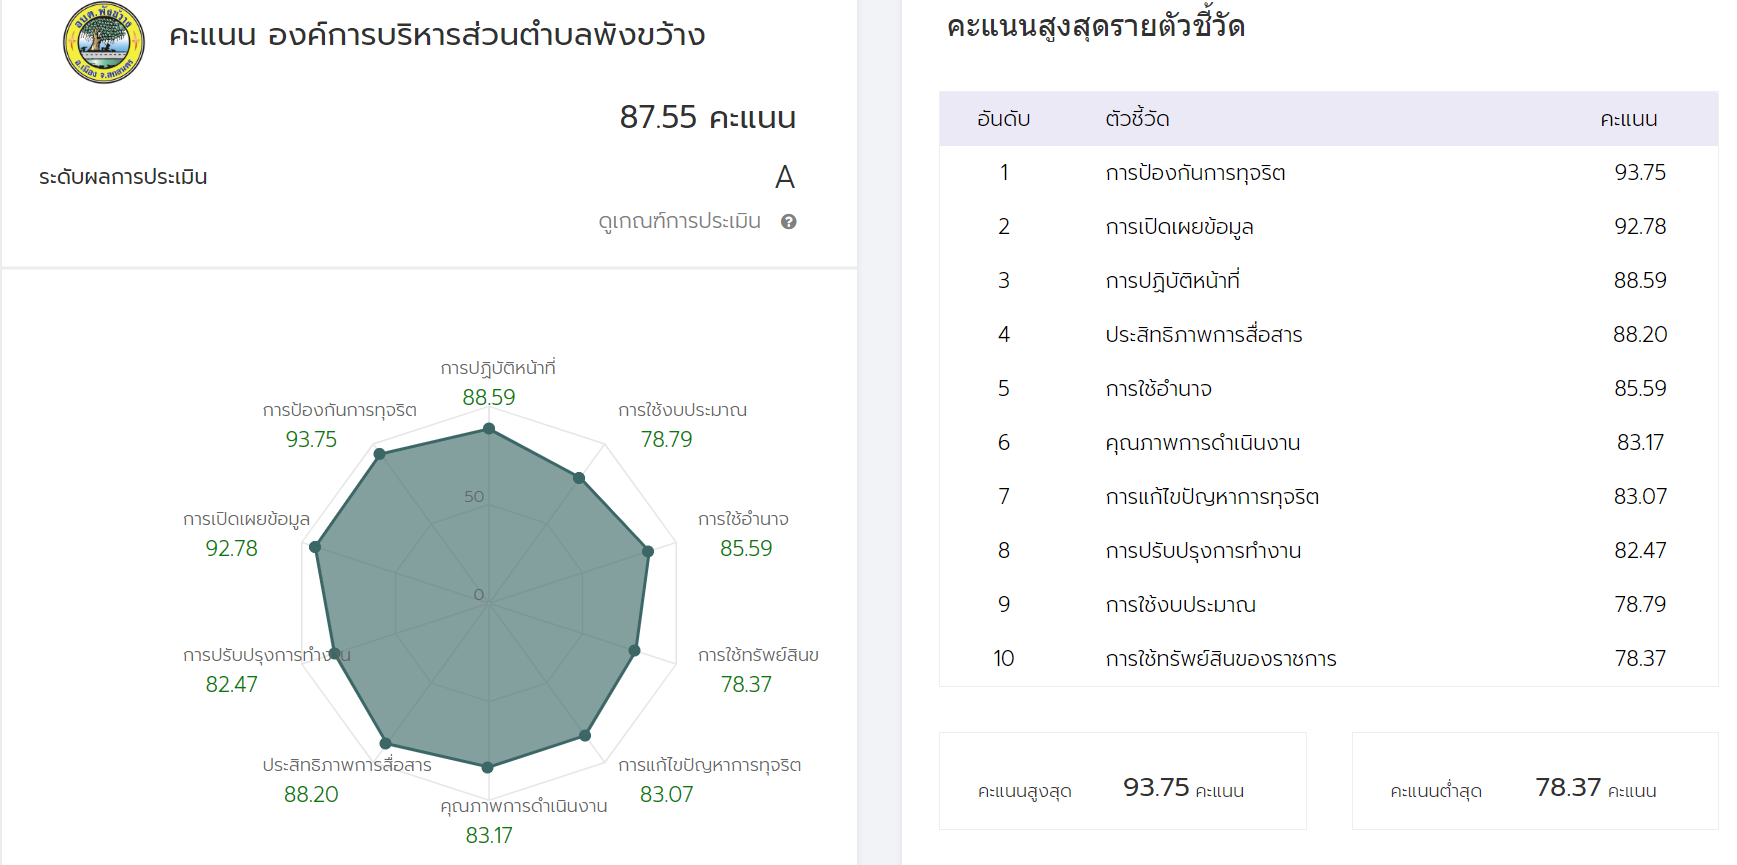 อบต.พังขว้าง
อ.เมือง จ.สกลนคร
คะแนน องค์การบริหารส่วนตำบลพังขว้าง
87.55 คะแนน
ระดับผลการประเมิน
A
ดูเกณฑ์การประเมิน ?
การปฏิบัติหน้าที่
88.59
การป้องกันการทุจริต
93.75
การใช้งบประมาณ
78.79
50
การเปิดเผยข้อมูล
92.78
การใช้อำนาจ
85.59
0
การปรับปรุงการทำงาน
82.47
การใช้ทรัพย์สินข
78.37
ประสิทธิภาพการสื่อสาร
88.20
การแก้ไขปัญหาการทุจริต
83.07
คุณภาพการดำเนินงาน
83.17
คะแนนสูงสุดรายตัวชี้วัด
อันดับ ตัวชี้วัด คะแนน
1 การป้องกันการทุจริต 93.75
2 การเปิดเผยข้อมูล 92.78
3 การปฏิบัติหน้าที่ 88.59
4 ประสิทธิภาพการสื่อสาร 88.20
5 การใช้อำนาจ 85.59
6 คุณภาพการดำเนินงาน 83.17
7 การแก้ไขปัญหาการทุจริต 83.07
8 การปรับปรุงการทำงาน 82.47
9 การใช้งบประมาณ 78.79
10 การใช้ทรัพย์สินของราชการ 78.37
คะแนนสูงสุด 93.75 คะแนน
คะแนนต่ำสุด 78.37 คะแนน